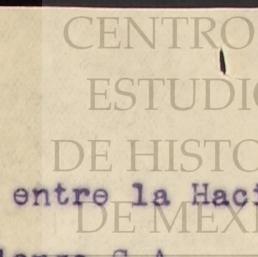 CENTRO
ESTUDIO
DE HISTO
entre la Haci
DE MEXI
S.A.